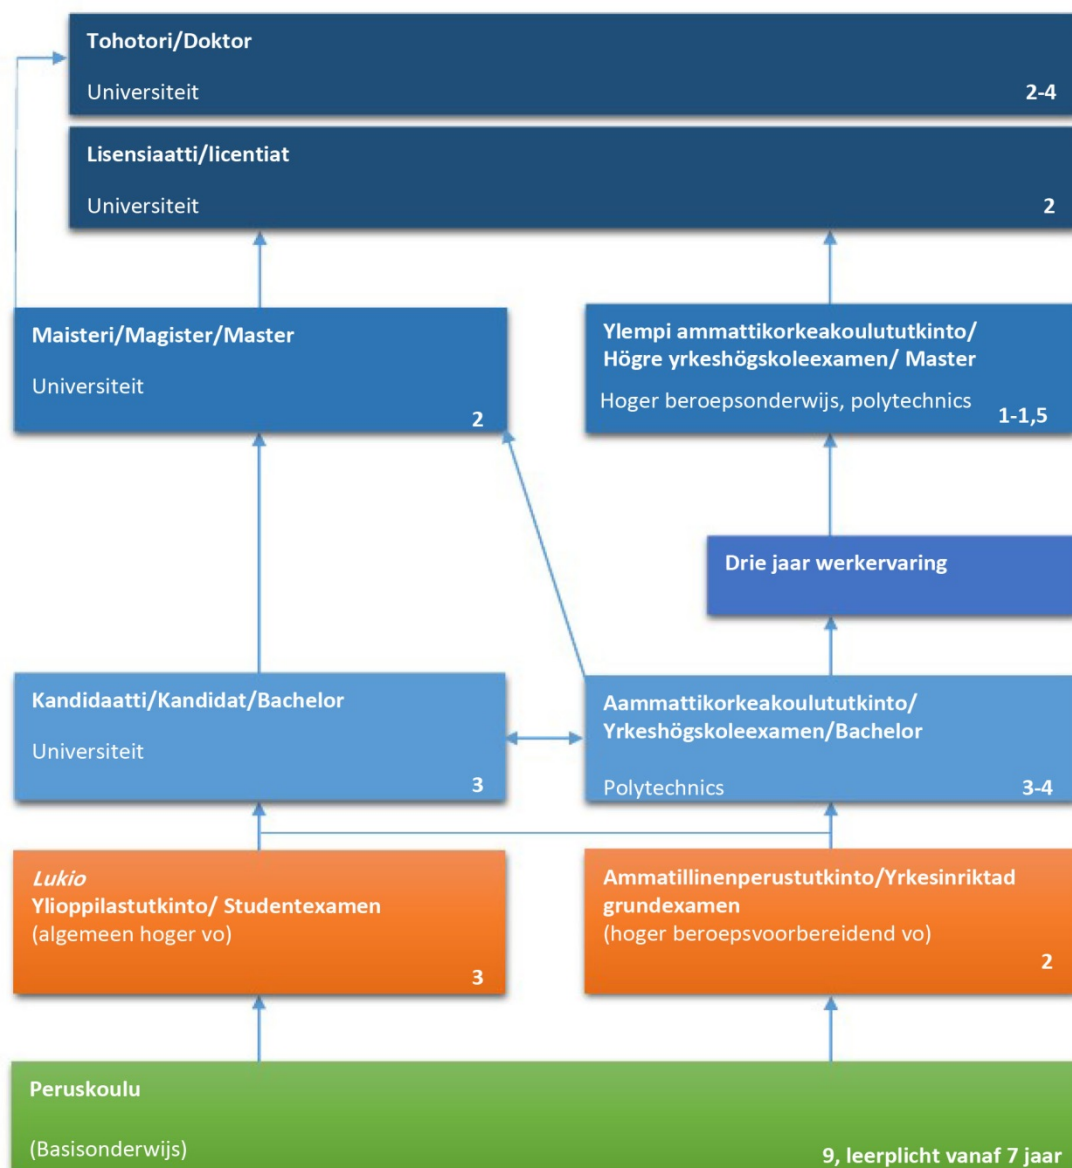 Tohotori/Doktor
Universiteit
2-4
Lisensiaatti/licentiat
Universiteit
2
Maisteri/Magister/Master
Universiteit
2
Ylempi ammattikorkeakoulututkinto/
Högre yrkeshögskoleexamen/ Master
Hoger beroepsonderwijs, polytechnics
1-1,5
Drie jaar werkervaring
Kandidaatti/Kandidat/Bachelor
Universiteit
3
Aammattikorkeakoulututkinto/
Yrkeshögskoleexamen/Bachelor
Polytechnics
3-4
Lukio
Ylioppilastutkinto/ Studentexamen
(algemeen hoger vo)
3
Ammatillinenperustutkinto/Yrkesinriktad
grundexamen
(hoger beroepsvoorbereidend vo)
2
Peruskoulu
(Basisonderwijs)
9, leerplicht vanaf 7 jaar